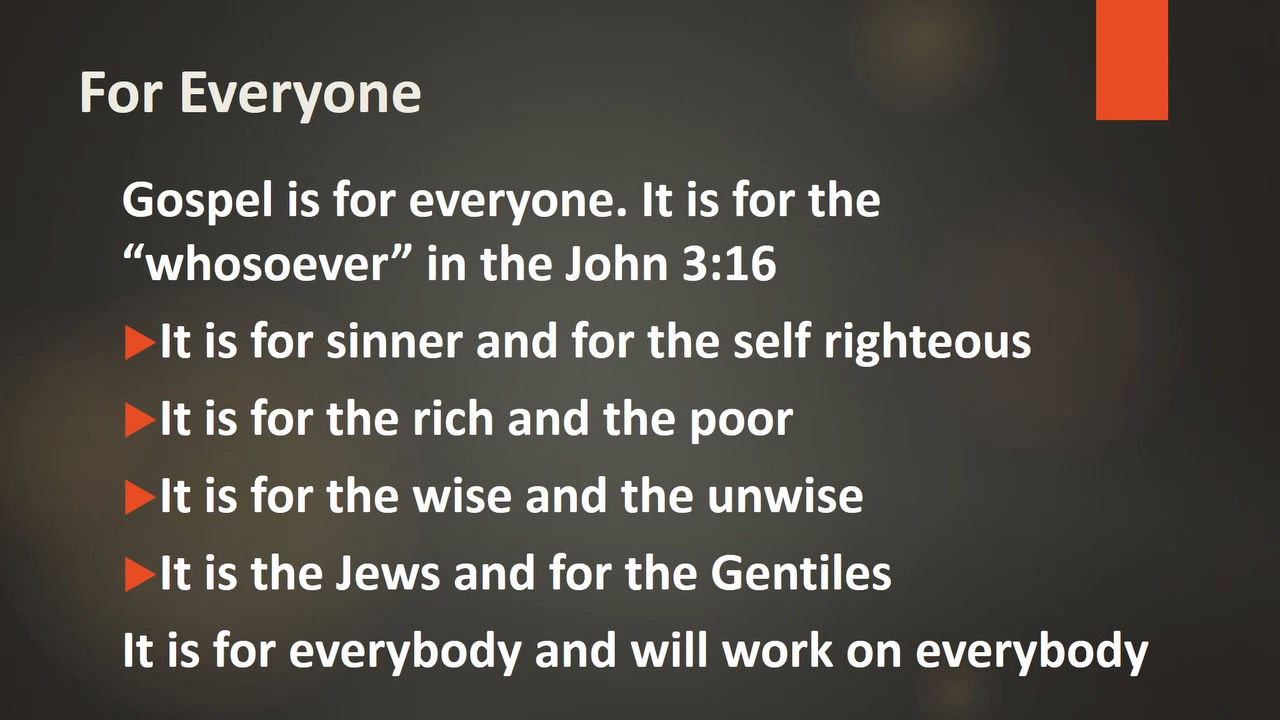 For Everyone
Gospel is for everyone. It is for the
“whosoever” in the John 3:16
It is for sinner and for the self righteous
It is for the rich and the poor
It is for the wise and the unwise
It is the Jews and for the Gentiles
It is for everybody and will work on everybody